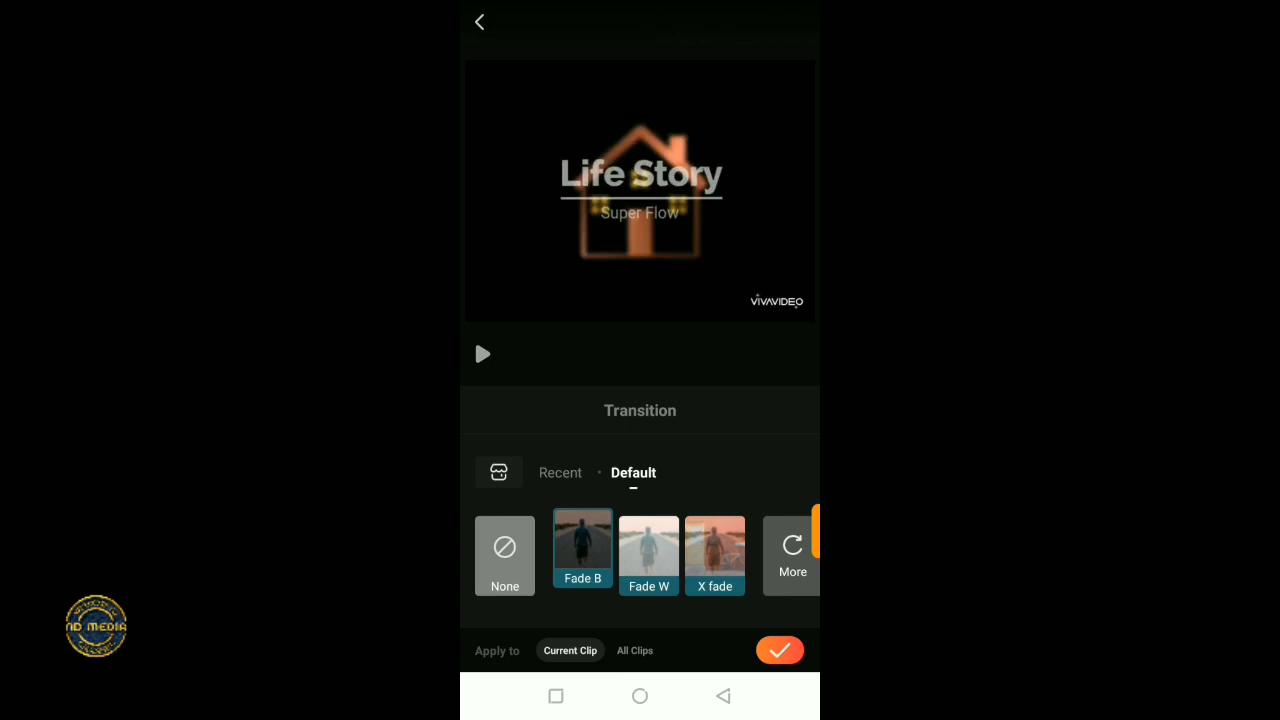 Life Story
Super Flow
VIVAVIDEO
Transition
Recent
Default
None
Fade B
Fade W
X fade
More
ND MEDIA
Apply to
Current Clip
All Clips